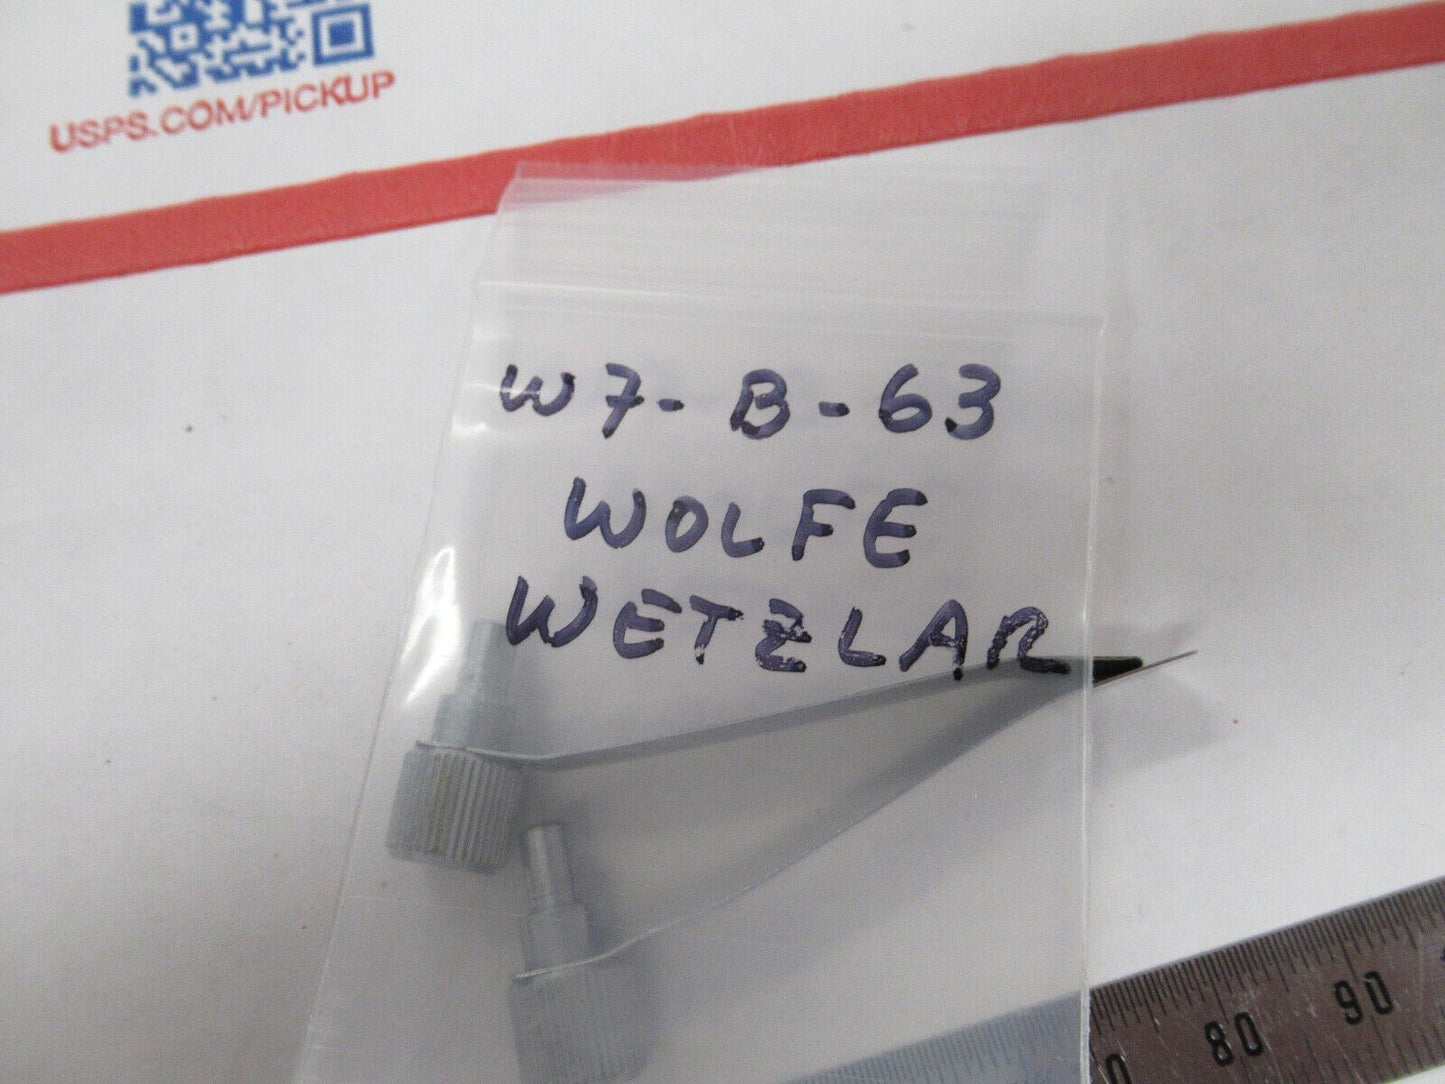 USPS.COM/PICKUP
W7-B-63
WOLFE
WETZLAR
80
90